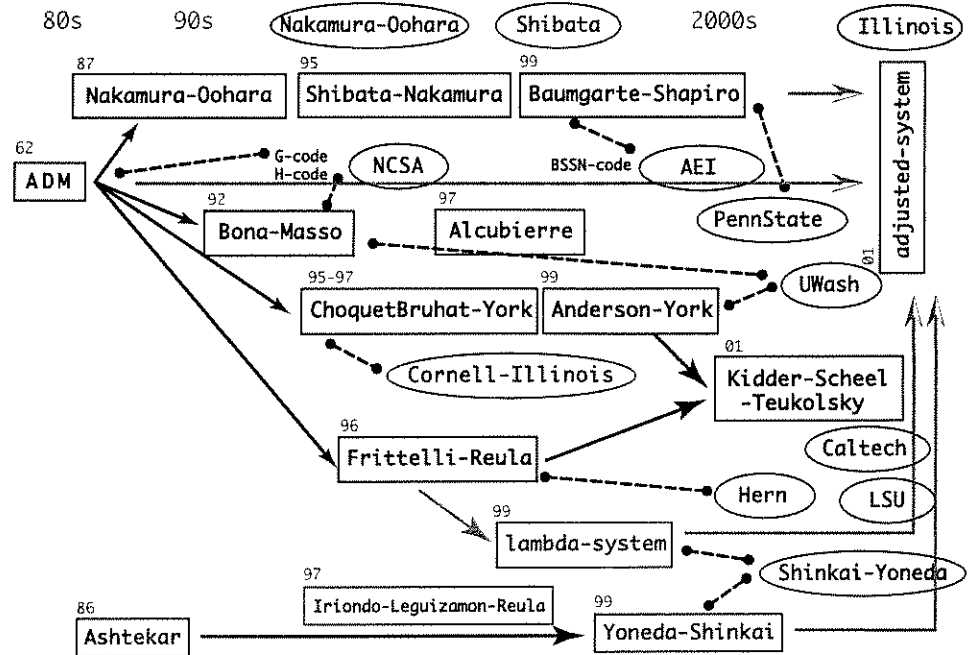 80s
90s
Nakamura-Oohara
Shibata
2000s
Illinois
87
Nakamura-Oohara
95
Shibata-Nakamura
99
Baumgarte-Shapiro
adjusted-system
01
62
ADM
G-code
H-code
NCSA
BSSN-code
AEI
PennState
92
Bona-Masso
97
Alcubierre
UWash
95-97
ChoquetBruhat-York
99
Anderson-York
Cornell-Illinois
01
Kidder-Scheel
-Teukolsky
96
Frittelli-Reula
Caltech
Hern
LSU
99
lambda-system
Shinkai-Yoneda
97
Iriondo-Leguizamon-Reula
86
Ashtekar
99
Yoneda-Shinkai